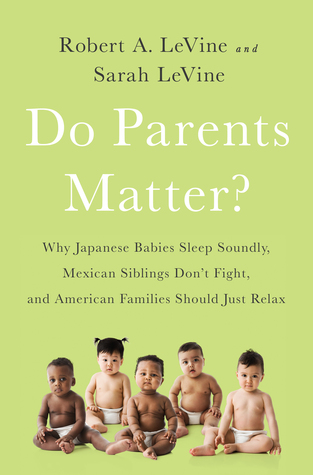 Robert A. LeVine and
Sarah LeVine
Do Parents
Matter?
Why Japanese Babies Sleep Soundly,
Mexican Siblings Don't Fight,
and American Families Should Just Relax